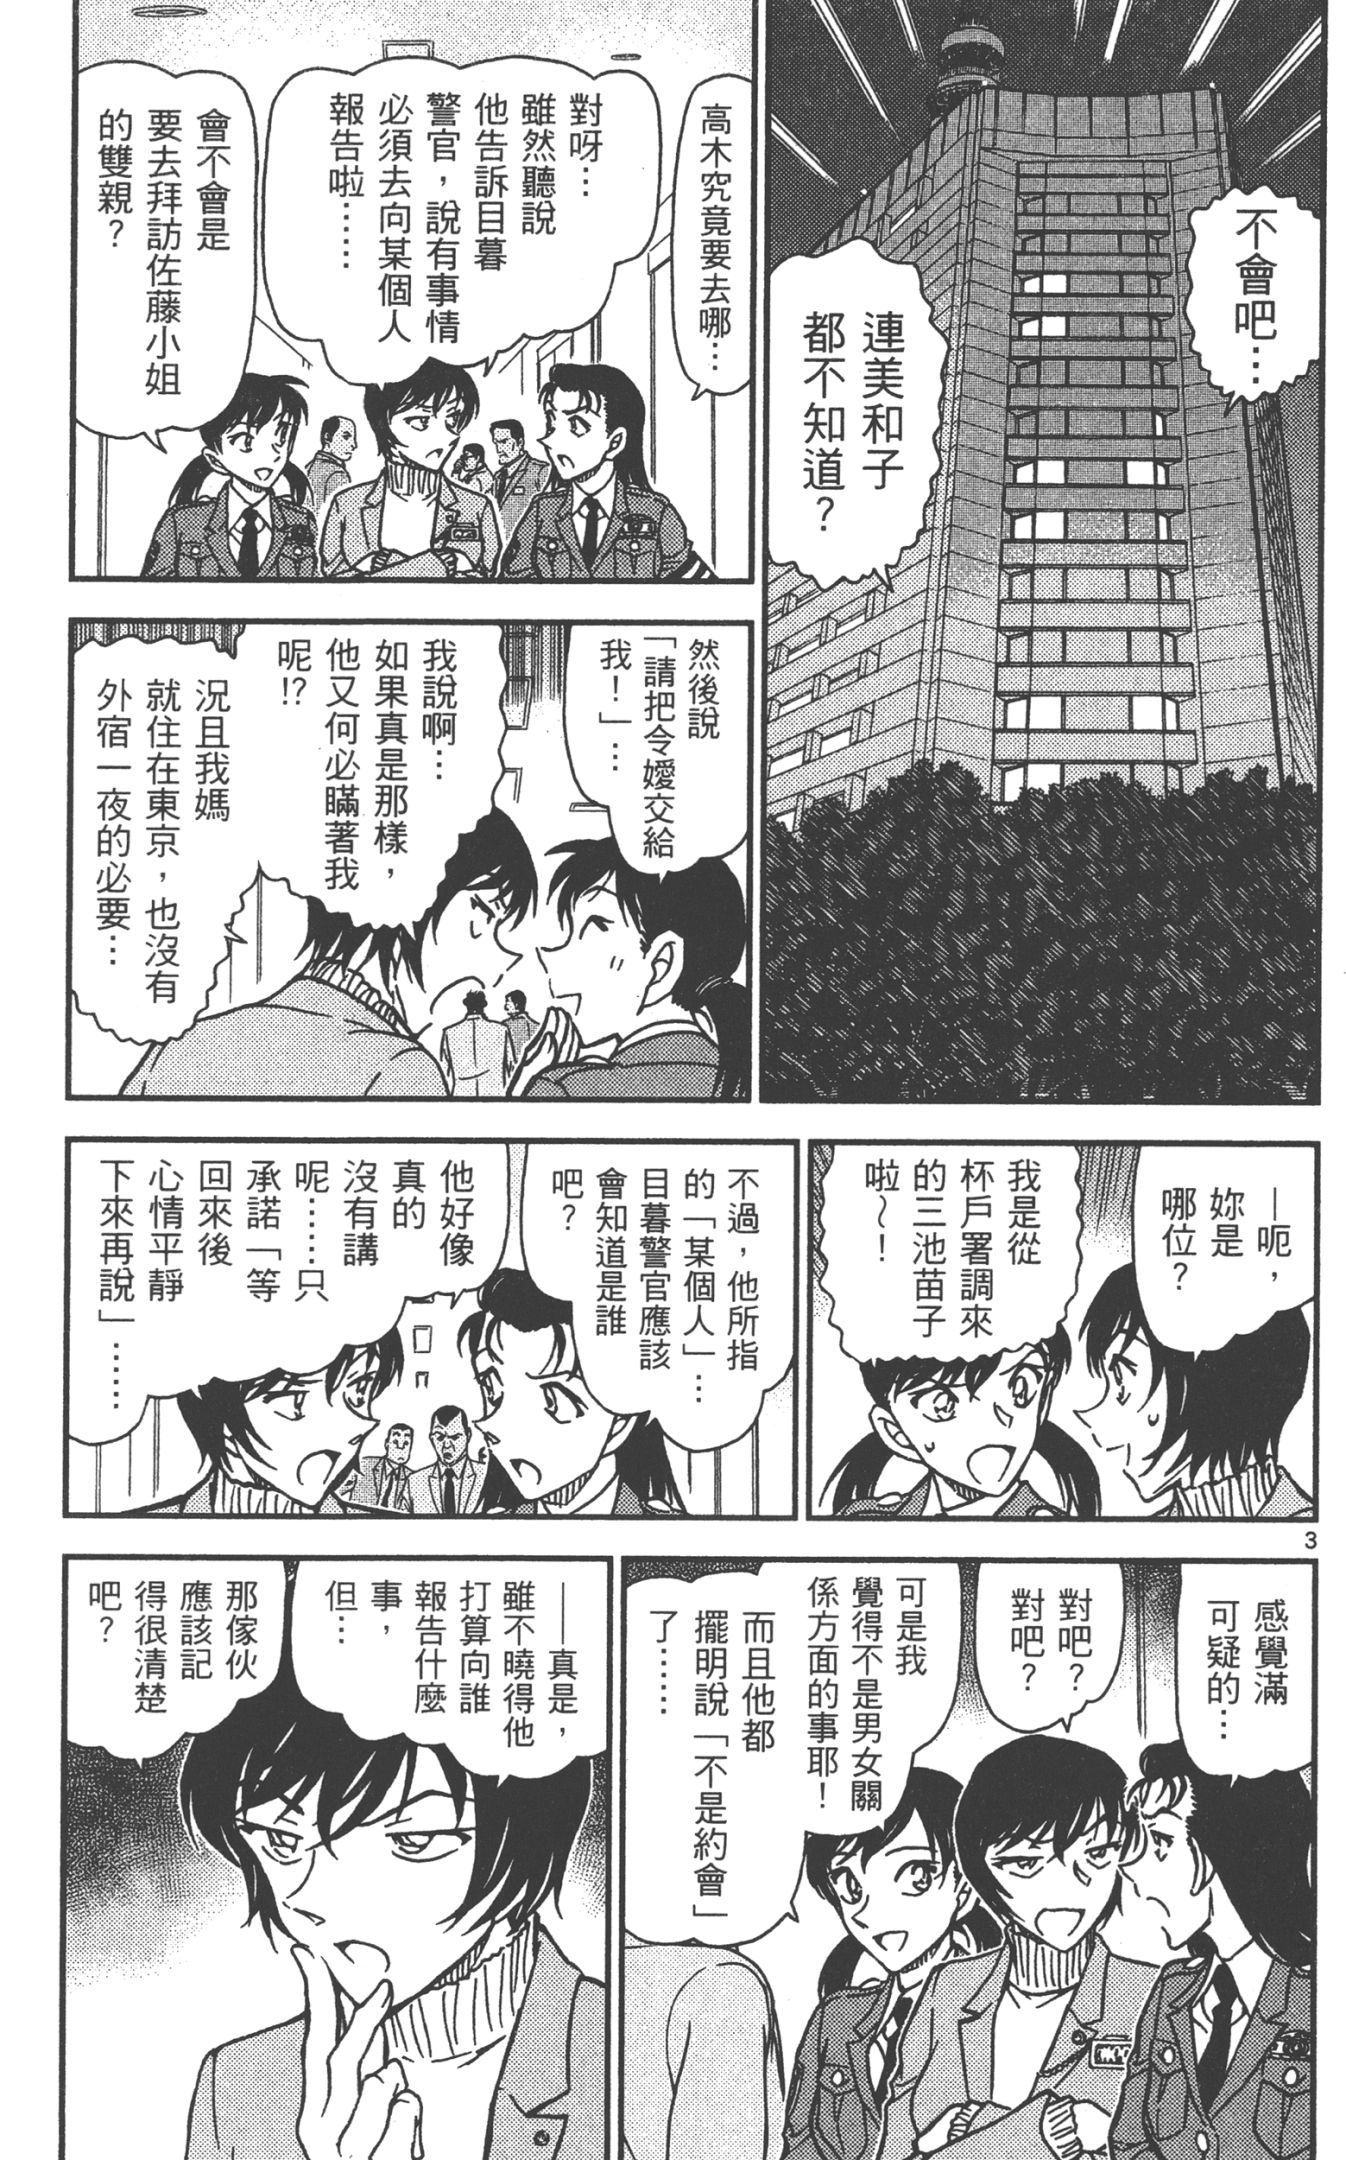 不會吧…
連美和子
都不知道？
高木究竟要去哪…
對呀…
雖然聽說
他告訴目暮
警官，說有事情
必須去向某個人
報告啦……
會不會是
要去拜訪佐藤小姐
的雙親？
然後說
「請把令嬡交給
我！」…
我說啊…
如果真是那樣，
他又何必瞞著我
呢!?
況且我媽
就住在東京，也沒有
外宿一夜的必要…
—呃，
妳是
哪位？
我是從
杯戶署調來
的三池苗子
啦～！
不過，他所指
的「某個人」…
目暮警官應該
會知道是誰
吧？
他好像
真的
沒有講
呢……只
承諾「等
回來後
心情平靜
下來再說」……
3
感覺滿
可疑的…
對吧？
對吧？
可是我
覺得不是男女關
係方面的事耶！
而且他都
擺明說「不是約會」
了……
——真是，
雖不曉得他
打算向誰
報告什麼
事，
但…
那傢伙
應該記
得很清楚
吧？